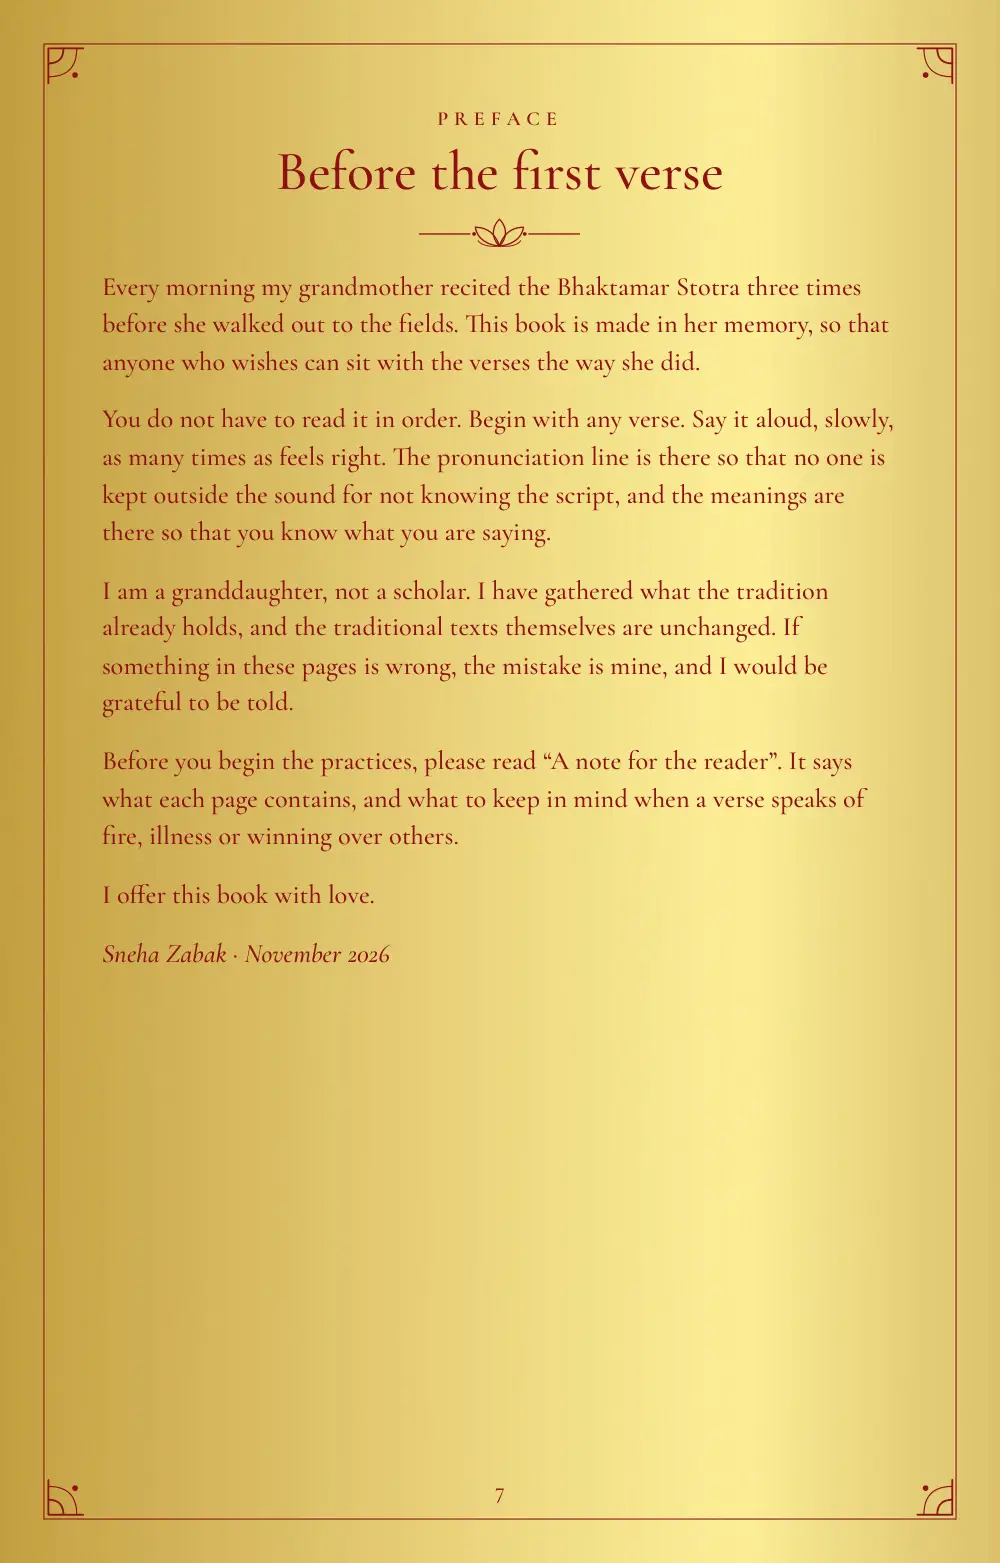 PREFACE
Before the first verse
Every morning my grandmother recited the Bhaktamar Stotra three times
before she walked out to the fields. This book is made in her memory, so that
anyone who wishes can sit with the verses the way she did.
You do not have to read it in order. Begin with any verse. Say it aloud, slowly,
as many times as feels right. The pronunciation line is there so that no one is
kept outside the sound for not knowing the script, and the meanings are
there so that you know what you are saying.
I am a granddaughter, not a scholar. I have gathered what the tradition
already holds, and the traditional texts themselves are unchanged. If
something in these pages is wrong, the mistake is mine, and I would be
grateful to be told.
Before you begin the practices, please read “A note for the reader”. It says
what each page contains, and what to keep in mind when a verse speaks of
fire, illness or winning over others.
I offer this book with love.
Sneha Zabak · November 2026
7